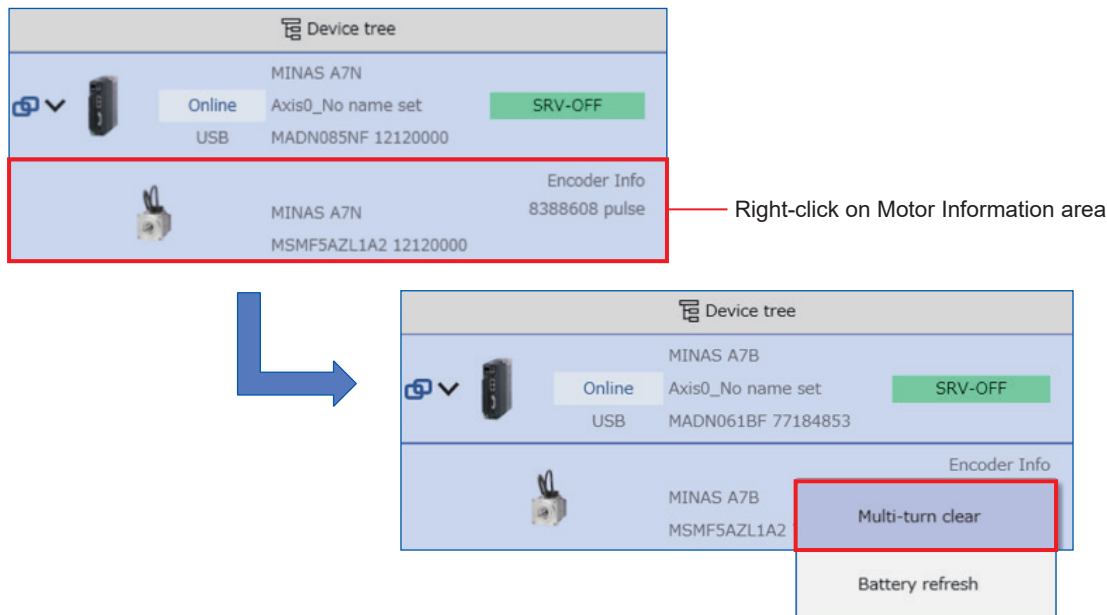 Device tree
MINAS A7N
Online
Axis0_No name set
SRV-OFF
USB
MADN085NF 12120000
Encoder Info
MINAS A7N
8388608 pulse
MSMF5AZL1A2 12120000
Right-click on Motor Information area
Device tree
MINAS A7B
Online
Axis0_No name set
SRV-OFF
USB
MADN061BF 77184853
Encoder Info
MINAS A7B
MSMF5AZL1A2
Multi-turn clear
Battery refresh